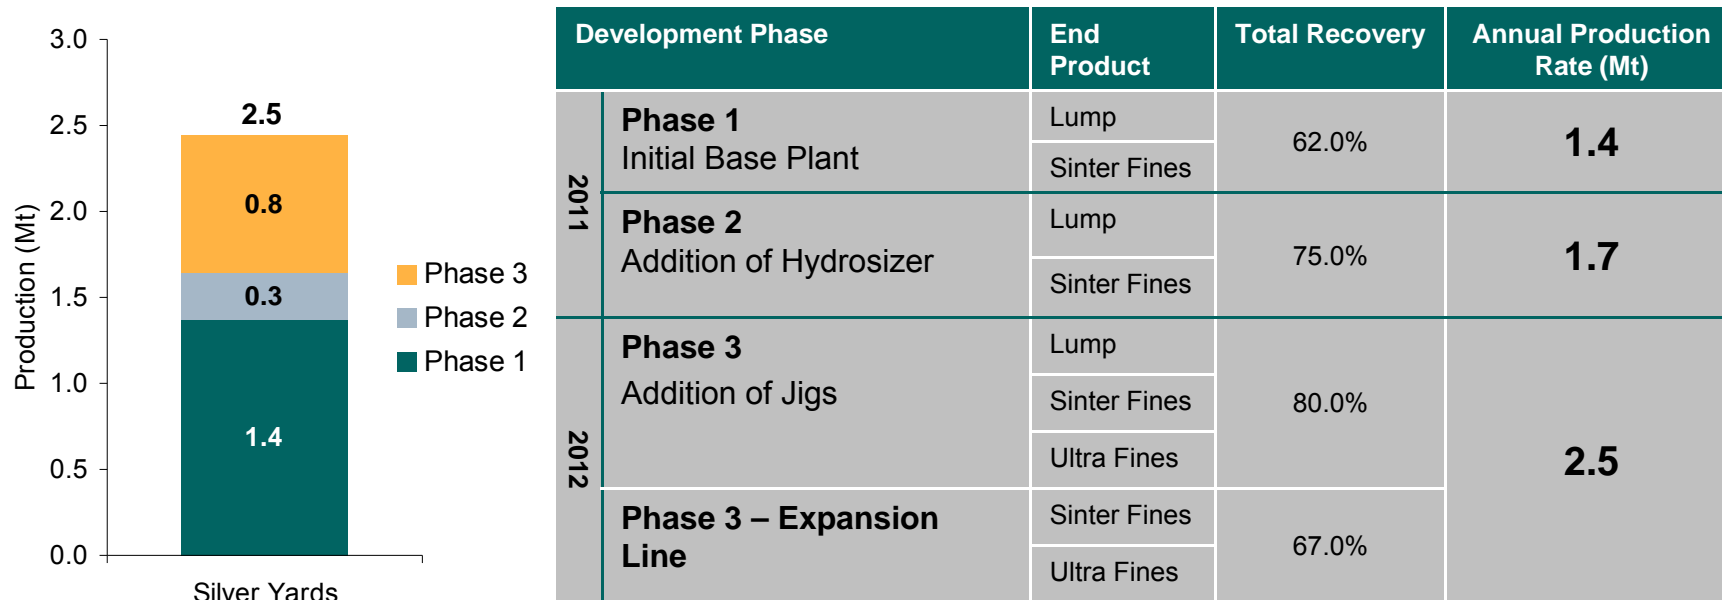 3.0
2.5
2.0
1.5
1.0
0.5
0.0
Production (Mt)
2.5
0.8
0.3
1.4
Silver Yards
Phase 3
Phase 2
Phase 1
Development Phase
End
Product
Total Recovery
Annual Production
Rate (Mt)
2011
Phase 1
Initial Base Plant
Lump
Sinter Fines
62.0%
1.4
Phase 2
Addition of Hydrosizer
Lump
Sinter Fines
75.0%
1.7
2012
Phase 3
Addition of Jigs
Lump
Sinter Fines
Ultra Fines
80.0%
2.5
Phase 3 – Expansion
Line
Sinter Fines
Ultra Fines
67.0%